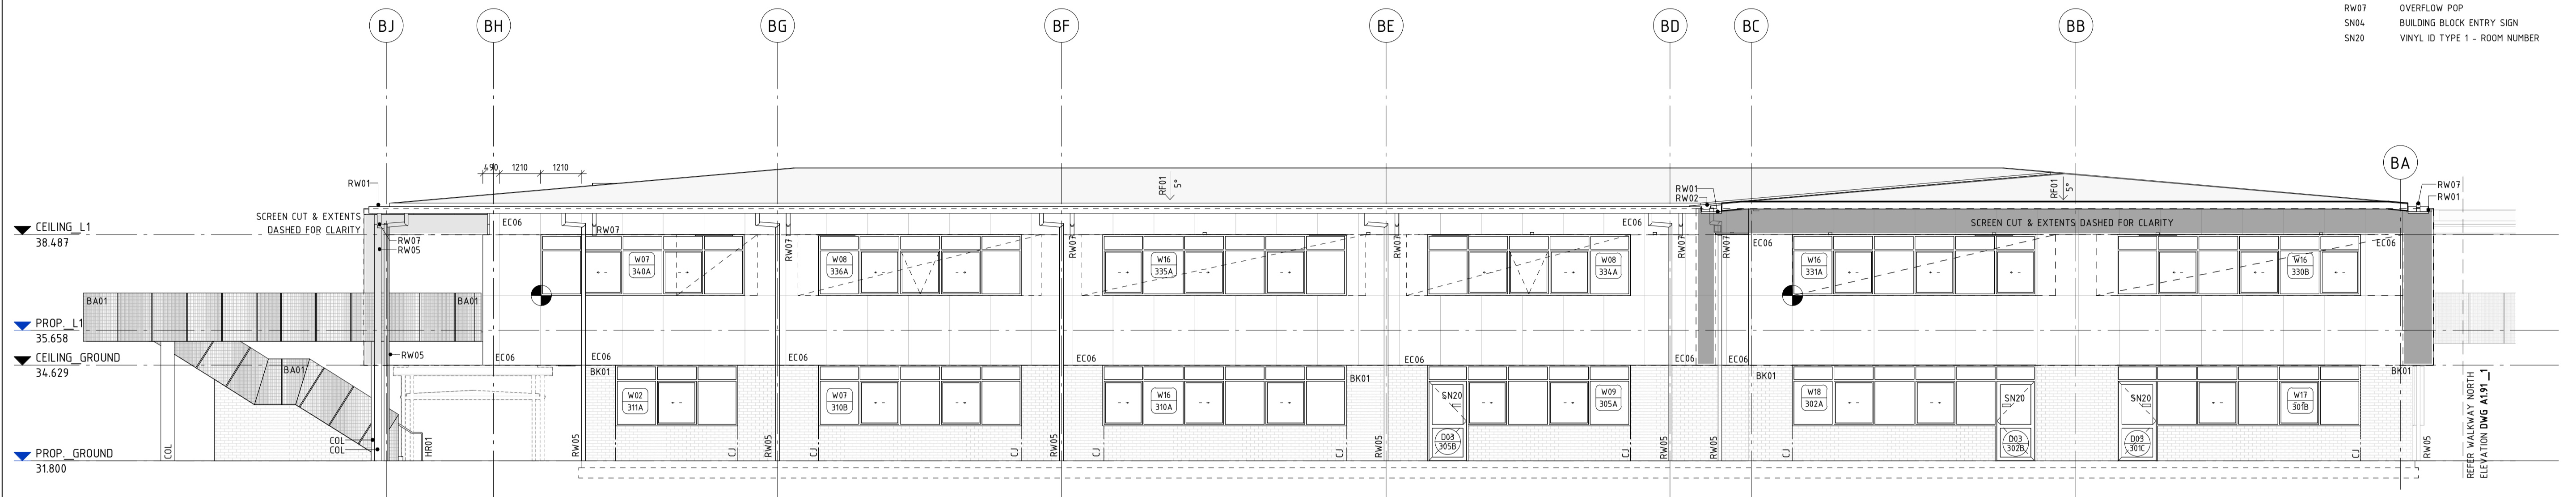 BJ
BH
BG
BF
BE
BD
BC
BB
BA
RW07 OVERFLOW POP
SN04 BUILDING BLOCK ENTRY SIGN
SN20 VINYL ID TYPE 1 - ROOM NUMBER
490 1210 1210
RW01
RF01 5°
RW01
RW02
RF01 5°
RW07
RW01
SCREEN CUT & EXTENTS
DASHED FOR CLARITY
CEILING_L1
38.487
RW07
RW05
EC06
RW07
RW07
RW07
RW07
EC06
RW07
RW07
SCREEN CUT & EXTENTS DASHED FOR CLARITY
EC06
EC06
W07
340A
W08
336A
W16
335A
W08
334A
W16
331A
W16
330B
BA01
BA01
PROP._L1
35.658
RW05
CEILING_GROUND
34.629
BA01
EC06
EC06
EC06
EC06
EC06
EC06
EC06
BK01
BK01
BK01
BK01
W02
311A
W07
310B
W16
310A
SN20
W09
305A
W18
302A
SN20
SN20
W17
301B
D03
305B
D03
302B
D03
301C
COL
COL
COL
HR01
RW05
CJ
RW05
CJ
CJ
RW05
CJ
CJ
RW05
CJ
RW05
RW05
CJ
CJ
RW05
PROP._GROUND
31.800
REFER WALKWAY NORTH
ELEVATION DWG A1.91_1